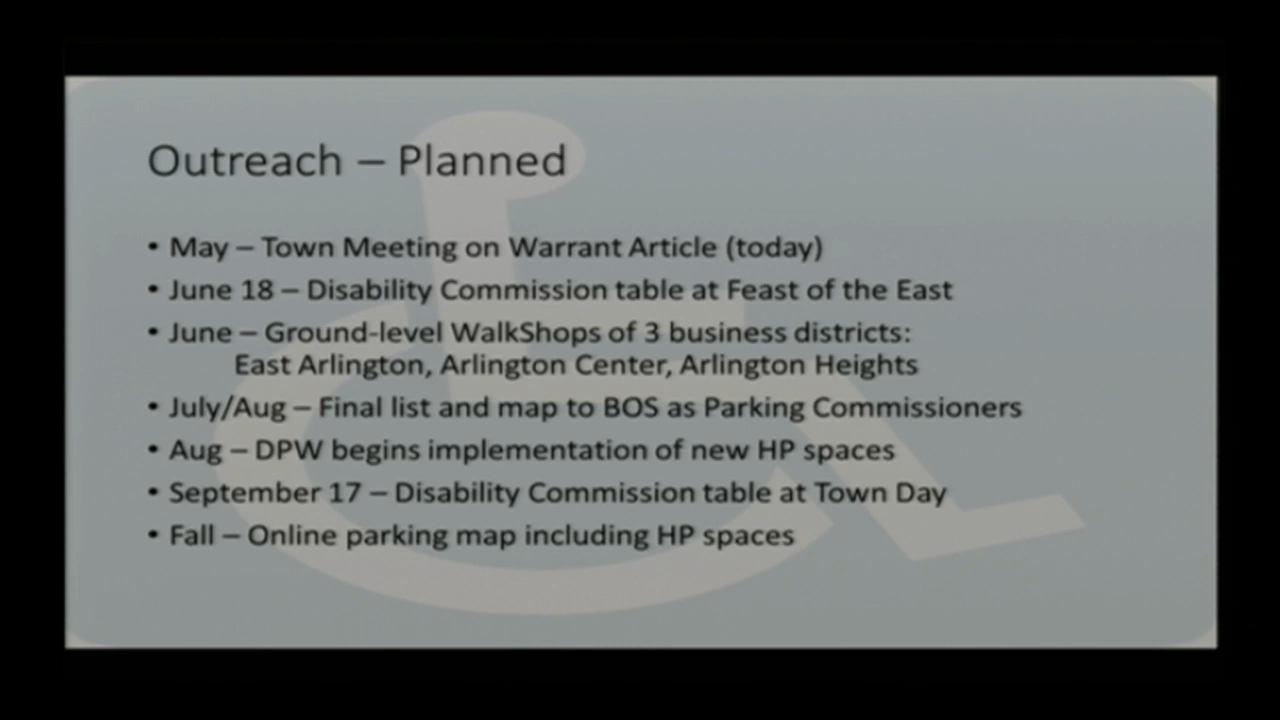 Outreach – Planned
• May – Town Meeting on Warrant Article (today)
• June 18 – Disability Commission table at Feast of the East
• June – Ground-level WalkShops of 3 business districts:
East Arlington, Arlington Center, Arlington Heights
• July/Aug – Final list and map to BOS as Parking Commissioners
• Aug – DPW begins implementation of new HP spaces
• September 17 – Disability Commission table at Town Day
• Fall – Online parking map including HP spaces